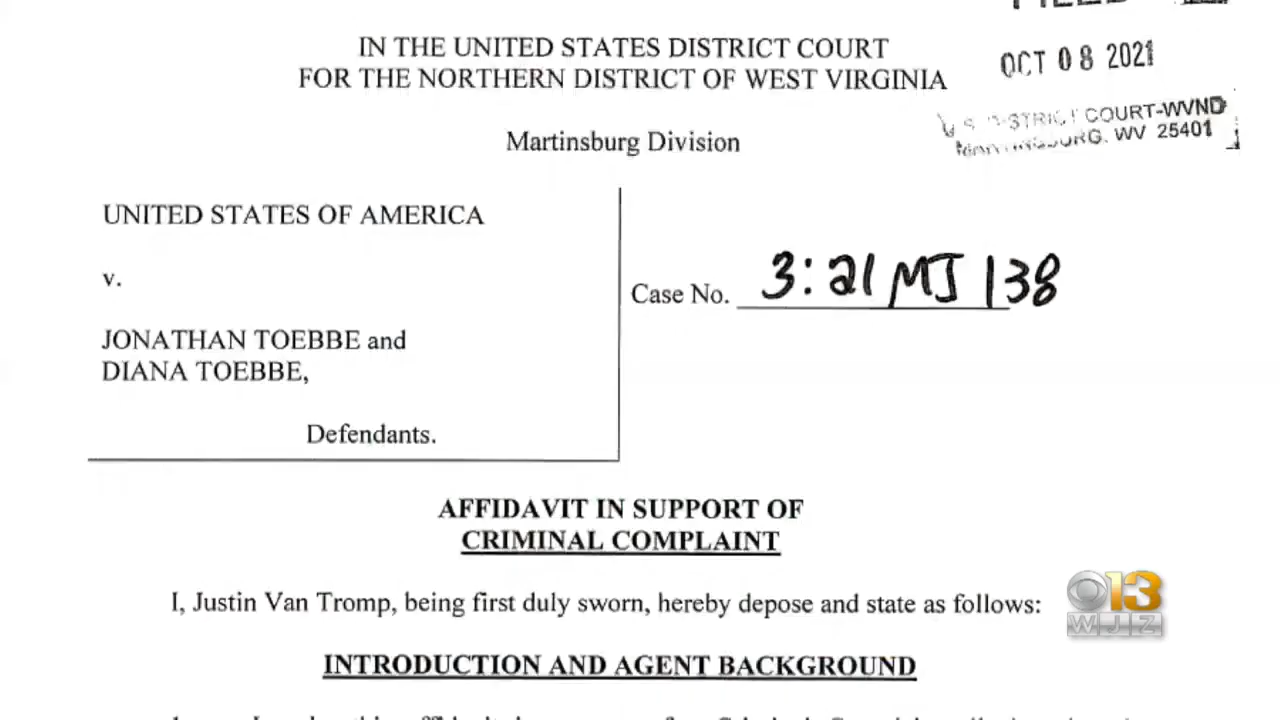 FILED
OCT 08 2021
IN THE UNITED STATES DISTRICT COURT
FOR THE NORTHERN DISTRICT OF WEST VIRGINIA
U.S. DISTRICT COURT-WVND
MARTINSBURG, WV 25401
Martinsburg Division
UNITED STATES OF AMERICA
v.
JONATHAN TOEBBE and
DIANA TOEBBE,
Defendants.
Case No. 3:21 MJ 138
AFFIDAVIT IN SUPPORT OF
CRIMINAL COMPLAINT
I, Justin Van Tromp, being first duly sworn, hereby depose and state as follows:
INTRODUCTION AND AGENT BACKGROUND
13
WJZ